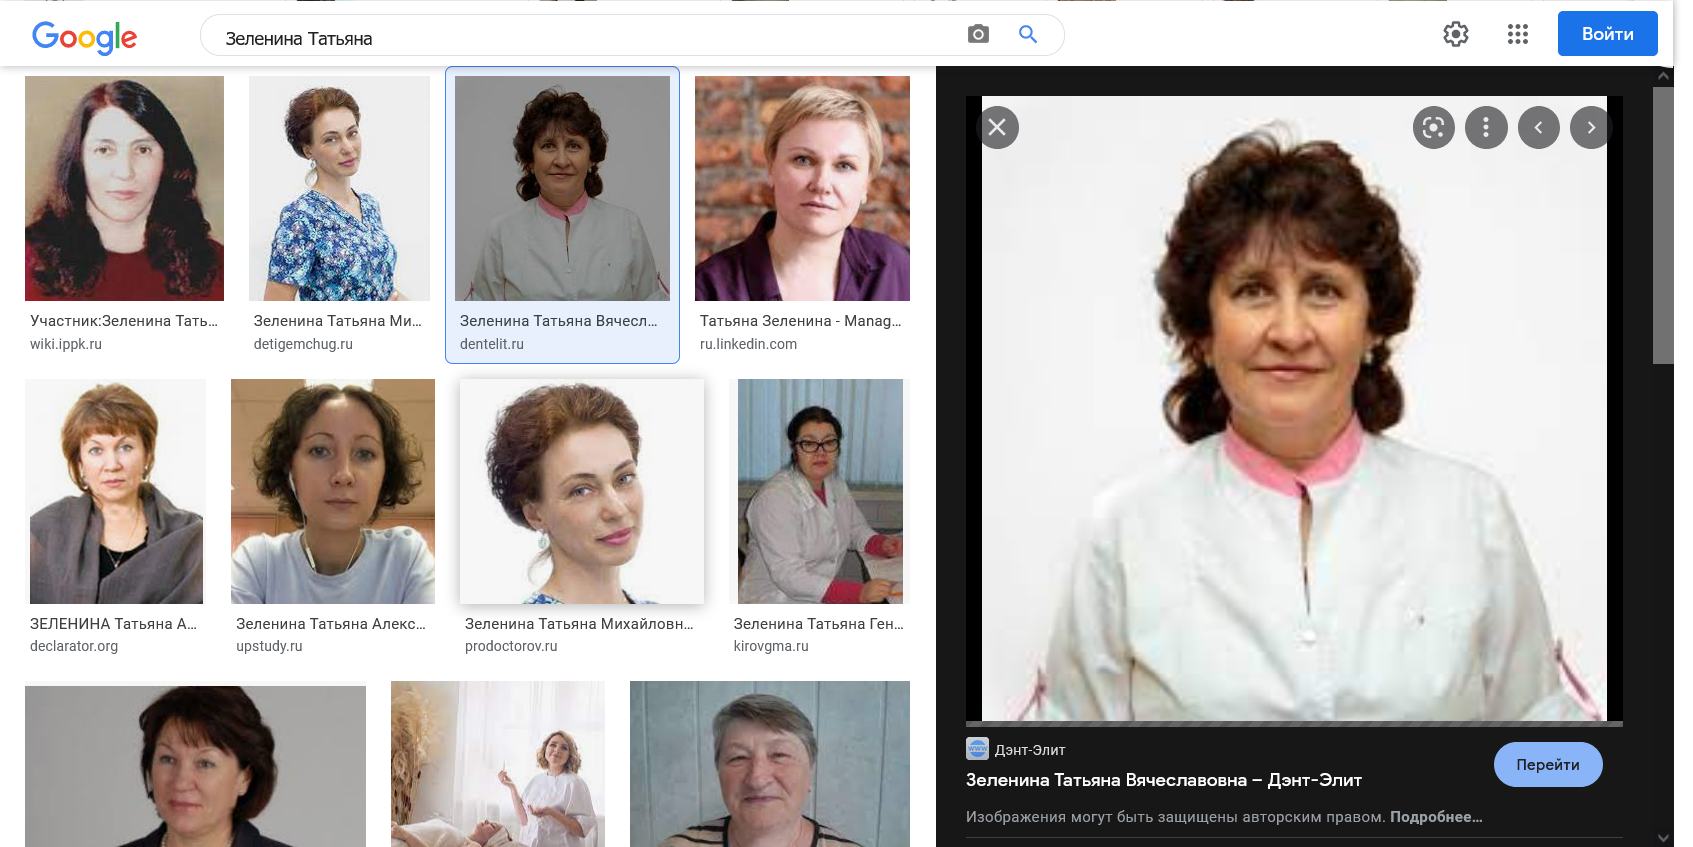 Google
Зеленина Татьяна
Войти
Участник:Зеленина Тать...
wiki.ippk.ru
Зеленина Татьяна Ми...
detigemchug.ru
Зеленина Татьяна Вячесл...
dentelit.ru
Татьяна Зеленина - Manag...
ru.linkedin.com
ЗЕЛЕНИНА Татьяна А...
declarator.org
Зеленина Татьяна Алекс...
upstudy.ru
Зеленина Татьяна Михайловн...
prodoctorov.ru
Зеленина Татьяна Ген...
kirovgma.ru
www
Дэнт-Элит
Зеленина Татьяна Вячеславовна – Дэнт-Элит
Перейти
Изображения могут быть защищены авторским правом. Подробнее...